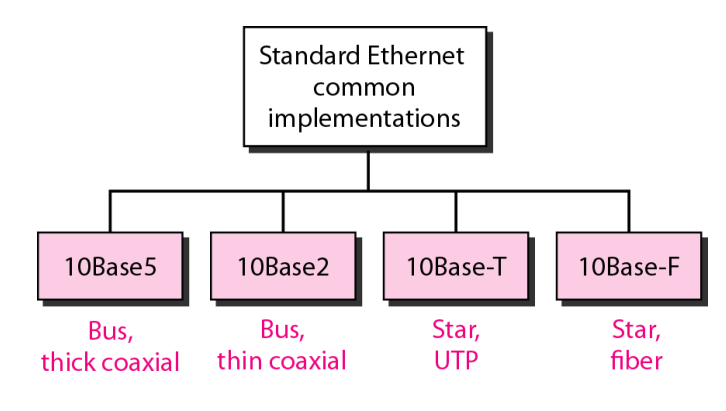 Standard Ethernet
common
implementations
10Base5
10Base2
10Base-T
10Base-F
Bus,
thick coaxial
Bus,
thin coaxial
Star,
UTP
Star,
fiber